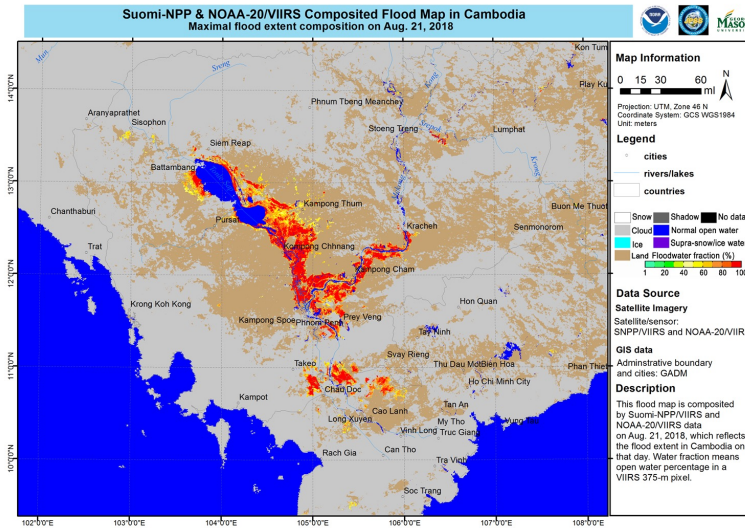 Suomi-NPP & NOAA-20/VIIRS Composited Flood Map in Cambodia
Maximal flood extent composition on Aug. 21, 2018
Mun
Sreng
Kong
Kon Tum
Play Ku
Phnum Tbeng Meanchey
Aranyaprathet
Sisophon
Stoeng Treng
Lumphat
Siem Reap
Krong
Battambang
Kampong Thum
Buon Me Thuot
Chanthaburi
Pursat
Kracheh
Senmonorom
Trat
Kampong Chhnang
Kampong Cham
Krong Koh Kong
Hon Quan
Kampong Spoe
Phnom Penh
Prey Veng
Tay Ninh
Svay Rieng
Takeo
Thu Dau Mot
Bien Hoa
Phan Thiet
Chau Doc
Ho Chi Minh City
Kampot
Cao Lanh
Tan An
Long Xuyen
My Tho
Vung Tau
Vinh Long
Truc Giang
Rach Gia
Can Tho
Tra Vinh
Soc Trang
14°0'0"N
13°0'0"N
12°0'0"N
11°0'0"N
10°0'0"N
102°0'0"E
103°0'0"E
104°0'0"E
105°0'0"E
106°0'0"E
107°0'0"E
108°0'0"E
NOAA
MASO
UNIVERSI
Map Information
0 15 30 60
ml
N
Projection: UTM, Zone 46 N
Coordinate System: GCS WGS1984
Unit: meters
Legend
cities
rivers/lakes
countries
Snow
Shadow
No data
Cloud
Normal open water
Ice
Supra-snow/ice wate
Land
Floodwater fraction (%)
1 20 40 60 80 100
Data Source
Satellite Imagery
Satellite/sensor:
SNPP/VIIRS and NOAA-20/VIIR
GIS data
Adminstrative boundary
and cities: GADM
Description
This flood map is composited
by Suomi-NPP/VIIRS and
NOAA-20/VIIRS data
on Aug. 21, 2018, which reflects
the flood extent in Cambodia on
that day. Water fraction means
open water percentage in a
VIIRS 375-m pixel.